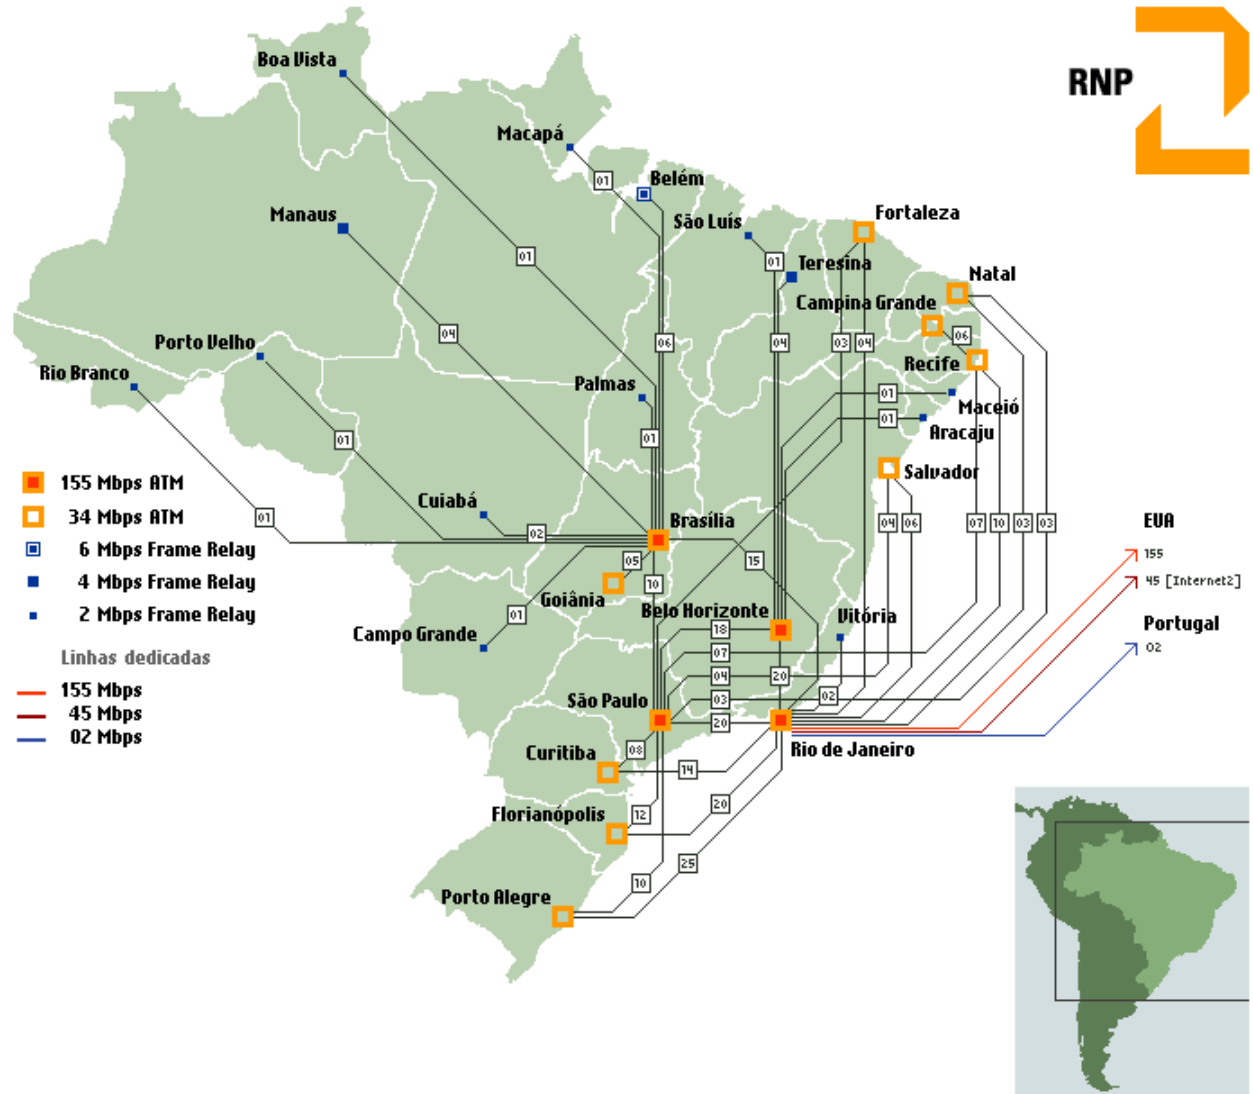 Boa Vista
RNP
Macapá
01
Belém
Manaus
São Luís
Fortaleza
01
01
Teresina
Natal
Campina Grande
04
06
03
04
06
04
Porto Velho
Recife
Rio Branco
Palmas
01
Maceió
01
Aracaju
01
01
Salvador
155 Mbps ATM
34 Mbps ATM
6 Mbps Frame Relay
4 Mbps Frame Relay
2 Mbps Frame Relay
Linhas dedicadas
155 Mbps
45 Mbps
02 Mbps
Cuiabá
01
02
Brasília
04
06
07
10
03
03
EUA
155
45 [Internet2]
Portugal
02
05
15
10
Goiânia
01
Belo Horizonte
Vitória
Campo Grande
18
07
04
20
02
03
São Paulo
20
Rio de Janeiro
Curitiba
08
14
Florianópolis
12
20
25
10
Porto Alegre